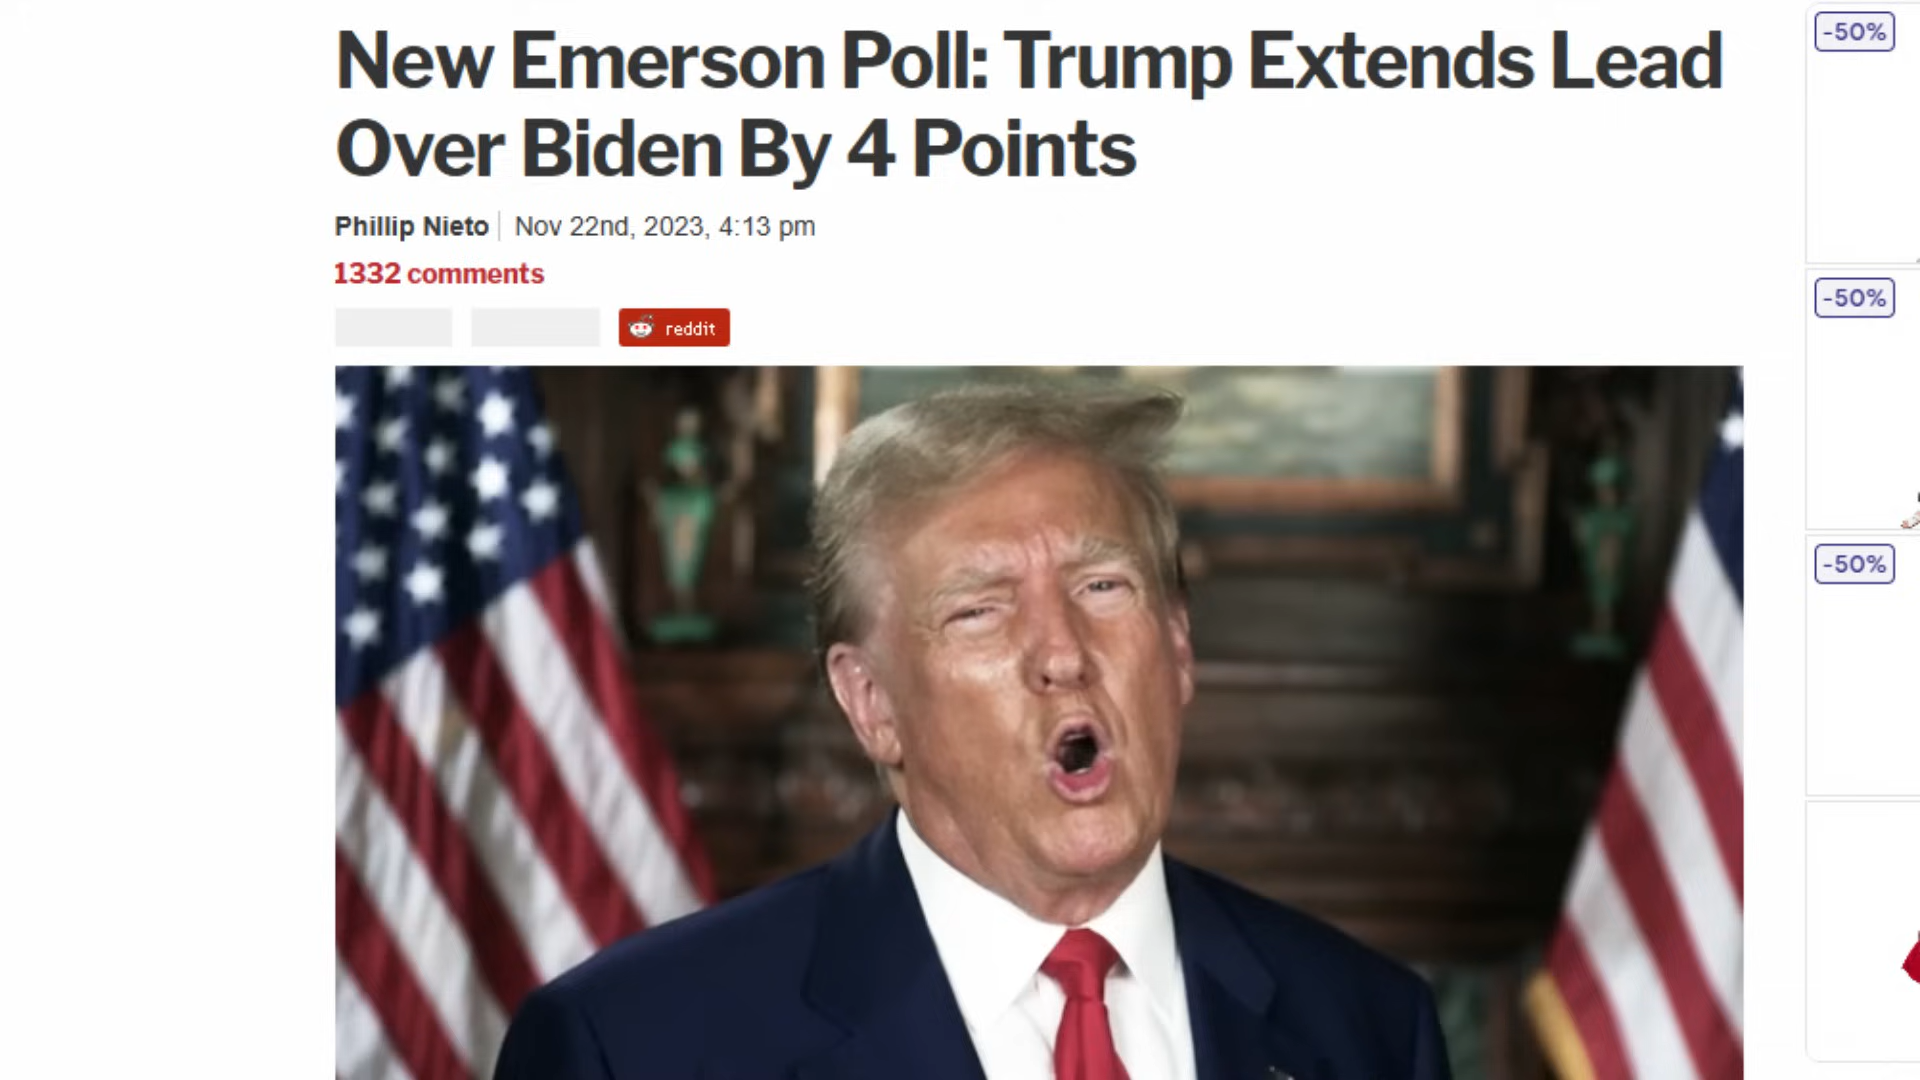 New Emerson Poll: Trump Extends Lead
Over Biden By 4 Points
Phillip Nieto Nov 22nd, 2023, 4:13 pm
1332 comments
reddit
-50%
-50%
-50%